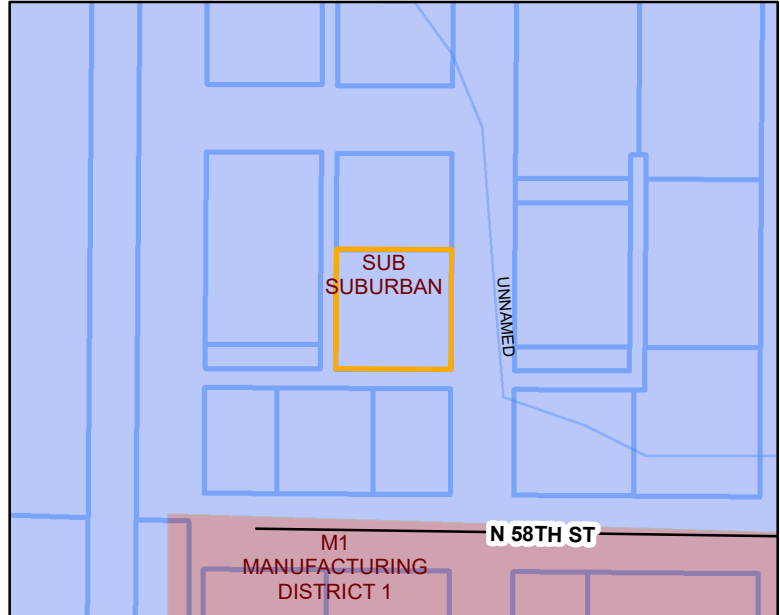 SUB
SUBURBAN
UNNAMED
N 58TH ST
M1
MANUFACTURING
DISTRICT 1